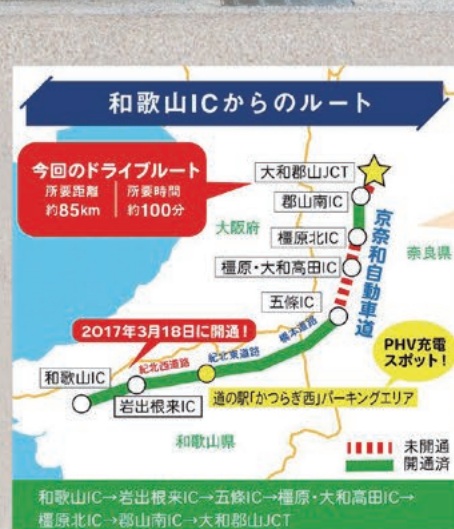 和歌山ICからのルート
今回のドライブルート
所要距離 所要時間
約85km 約100分
大和郡山JCT
郡山南IC
大阪府
橿原北IC
京奈和自動車道
奈良県
橿原・大和高田IC
五條IC
2017年3月18日に開通!
橋本道路
紀北東道路
紀北西道路
PHV充電
スポット!
和歌山IC
岩出根来IC
道の駅「かつらぎ西」パーキングエリア
和歌山県
未開通
開通済
和歌山IC→岩出根来IC→五條IC→橿原・大和高田IC→
橿原北IC→郡山南IC→大和郡山JCT